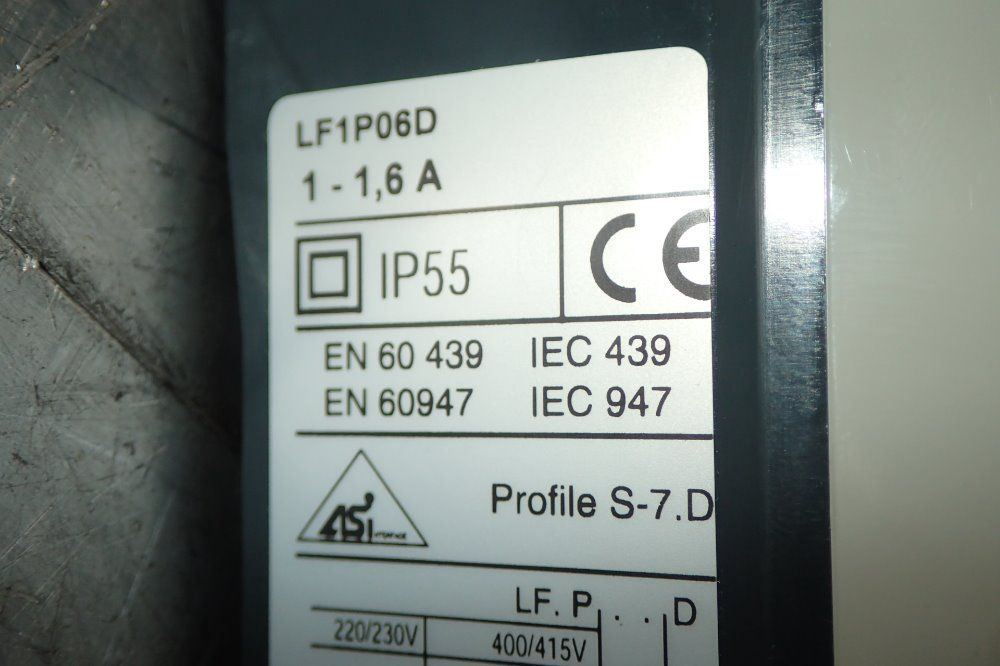 LF1P06D
1 - 1,6 A
IP55 CE
EN 60 439 IEC 439
EN 60947 IEC 947
ASI INTERFACE Profile S-7.D
LF. P . . D
220/230V 400/415V